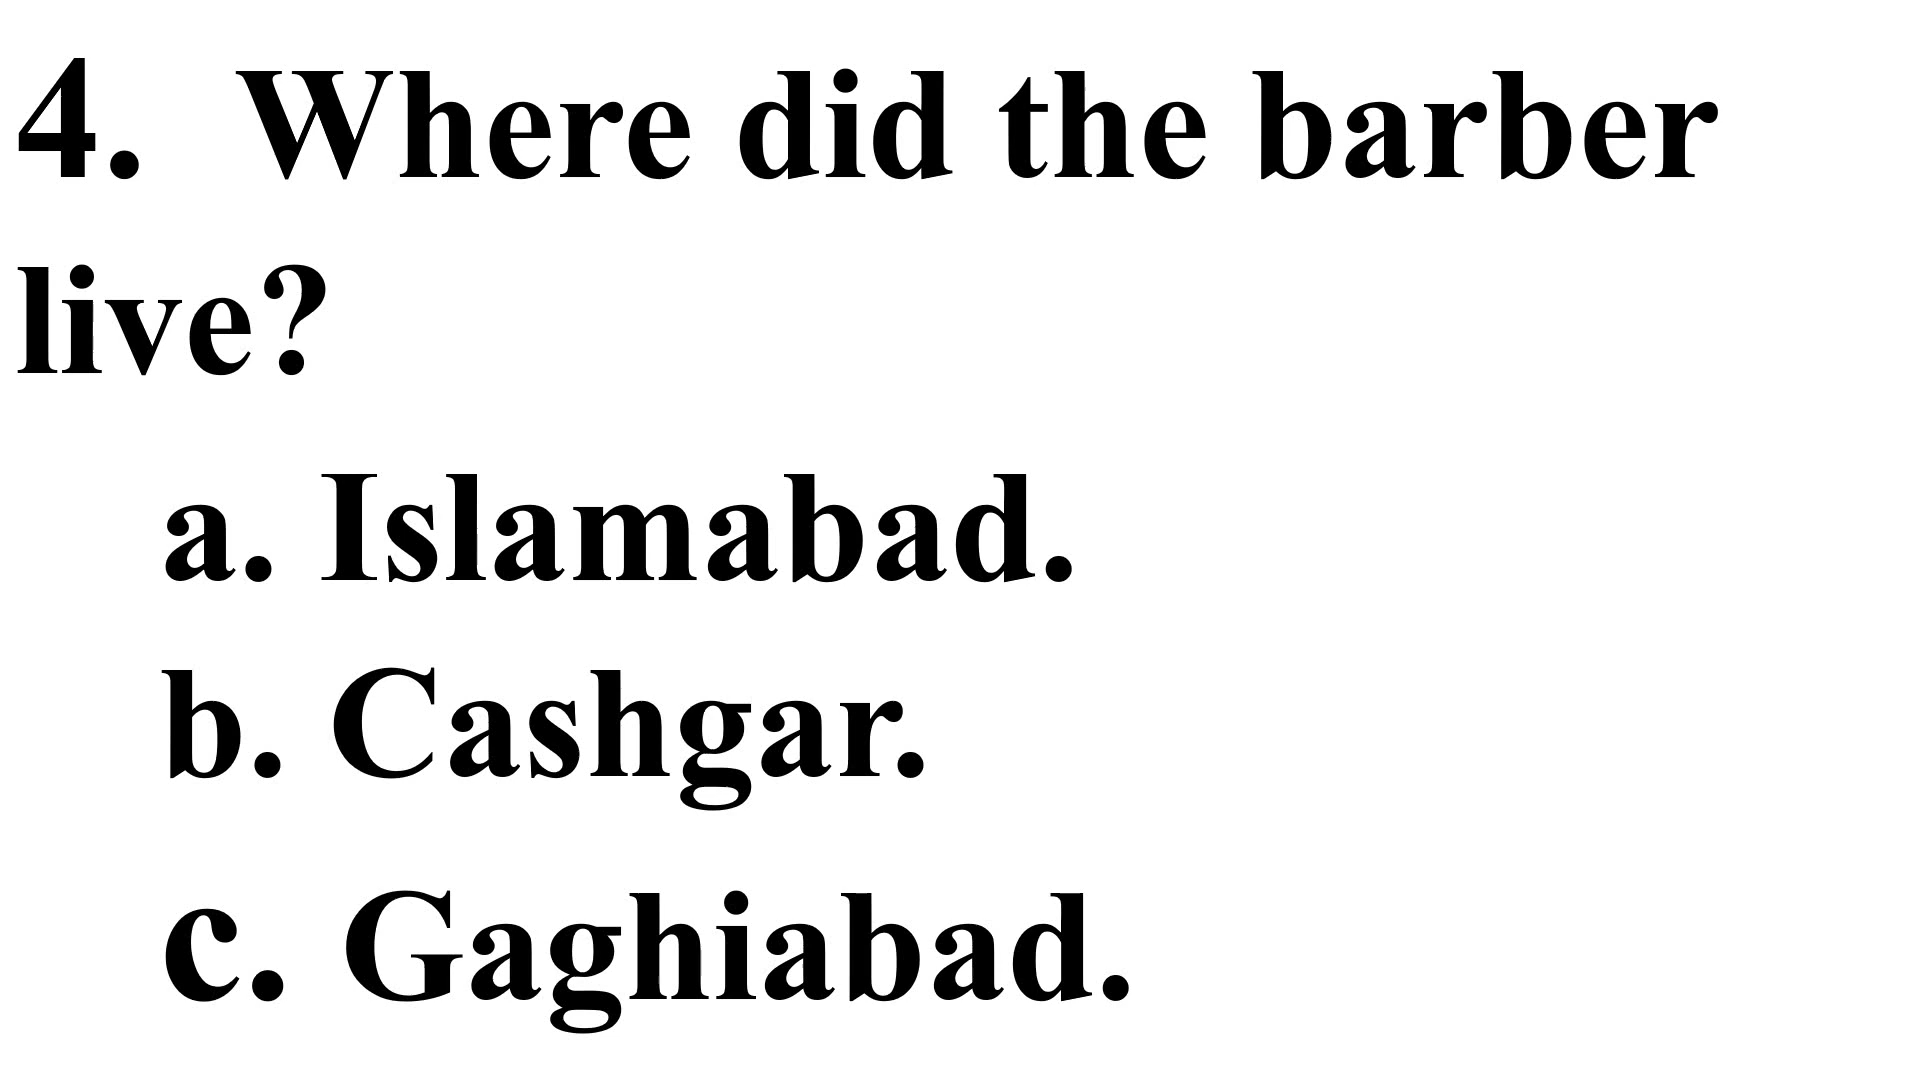 4. Where did the barber
live?
a. Islamabad.
b. Cashgar.
c. Gaghiabad.